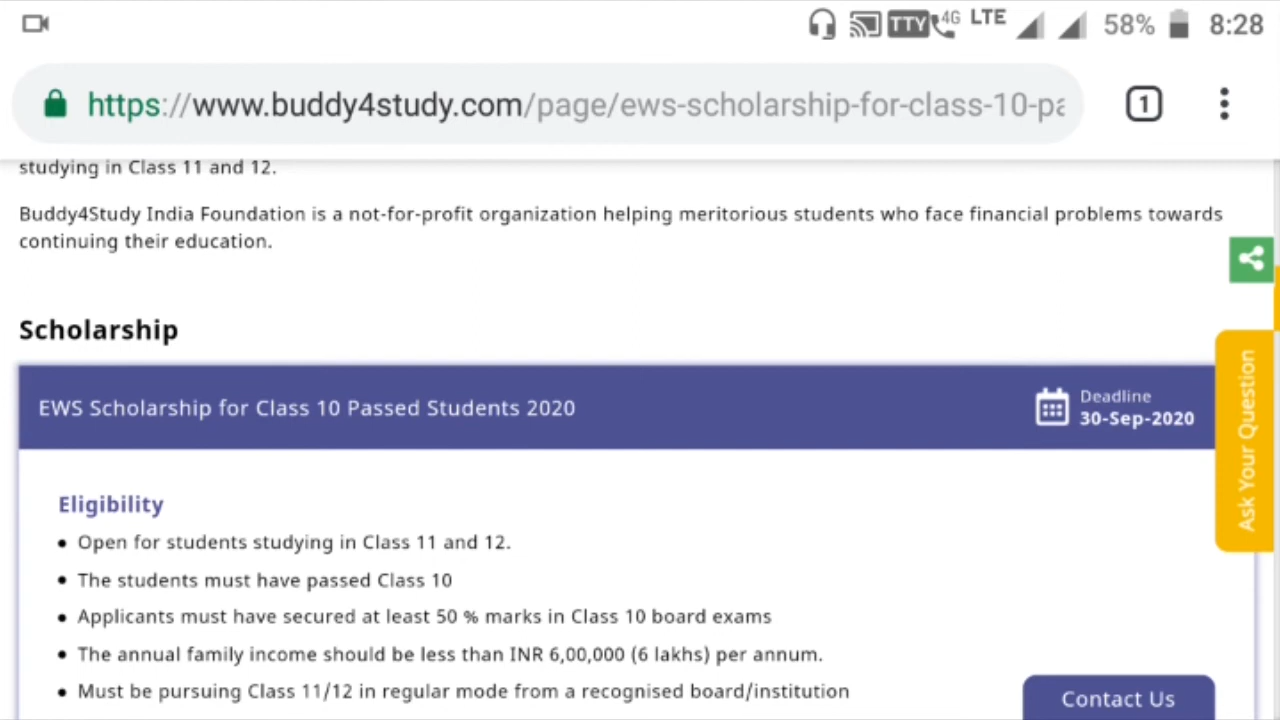 TTY 4G LTE 58% 8:28
https://www.buddy4study.com/page/ews-scholarship-for-class-10-pa
1
studying in Class 11 and 12.
Buddy4Study India Foundation is a not-for-profit organization helping meritorious students who face financial problems towards
continuing their education.
Scholarship
EWS Scholarship for Class 10 Passed Students 2020
Deadline
30-Sep-2020
Ask Your Question
Eligibility
• Open for students studying in Class 11 and 12.
• The students must have passed Class 10
• Applicants must have secured at least 50 % marks in Class 10 board exams
• The annual family income should be less than INR 6,00,000 (6 lakhs) per annum.
• Must be pursuing Class 11/12 in regular mode from a recognised board/institution
Contact Us